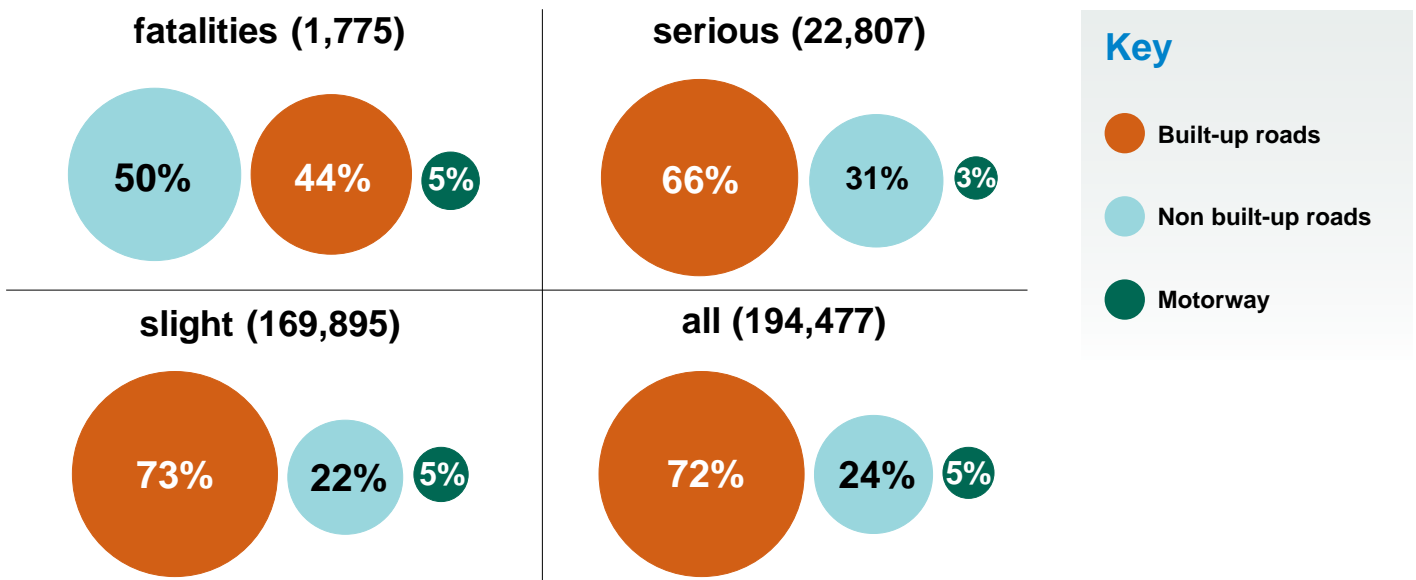 fatalities (1,775)
50%
44%
5%
serious (22,807)
66%
31%
3%
Key
Built-up roads
Non built-up roads
Motorway
slight (169,895)
73%
22%
5%
all (194,477)
72%
24%
5%